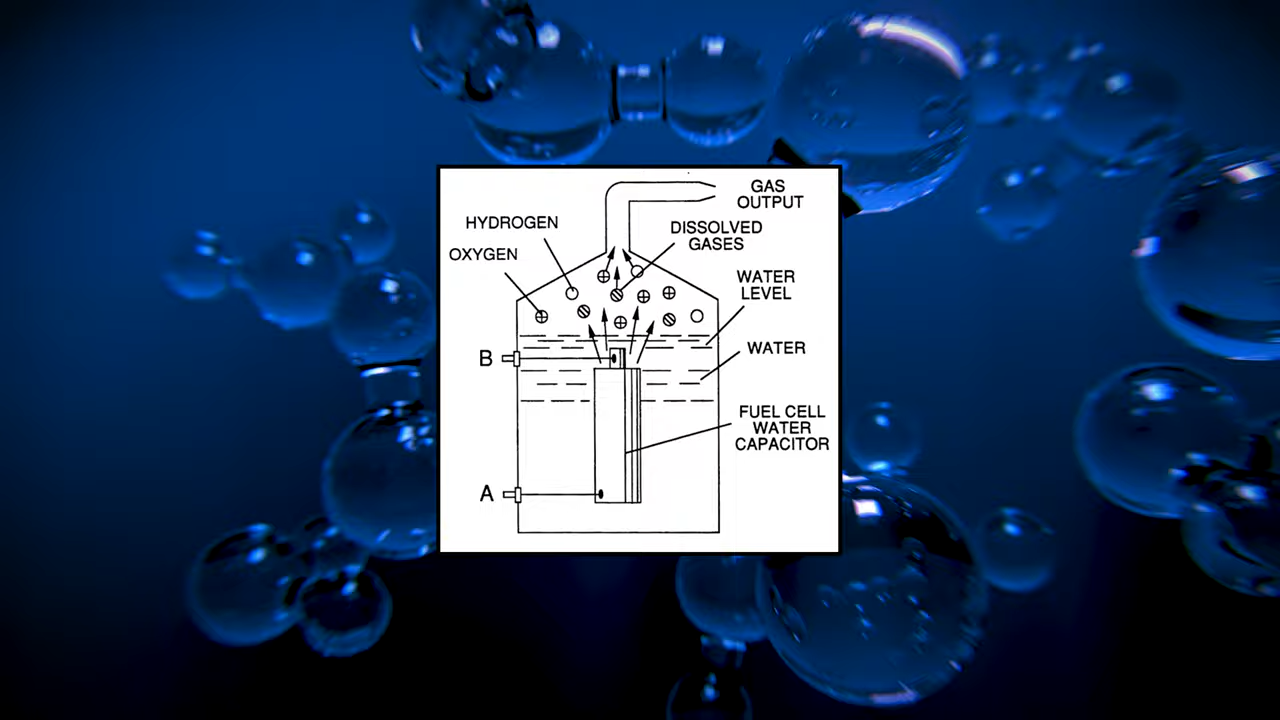 GAS
OUTPUT
HYDROGEN
DISSOLVED
GASES
OXYGEN
WATER
LEVEL
B
WATER
FUEL CELL
WATER
CAPACITOR
A